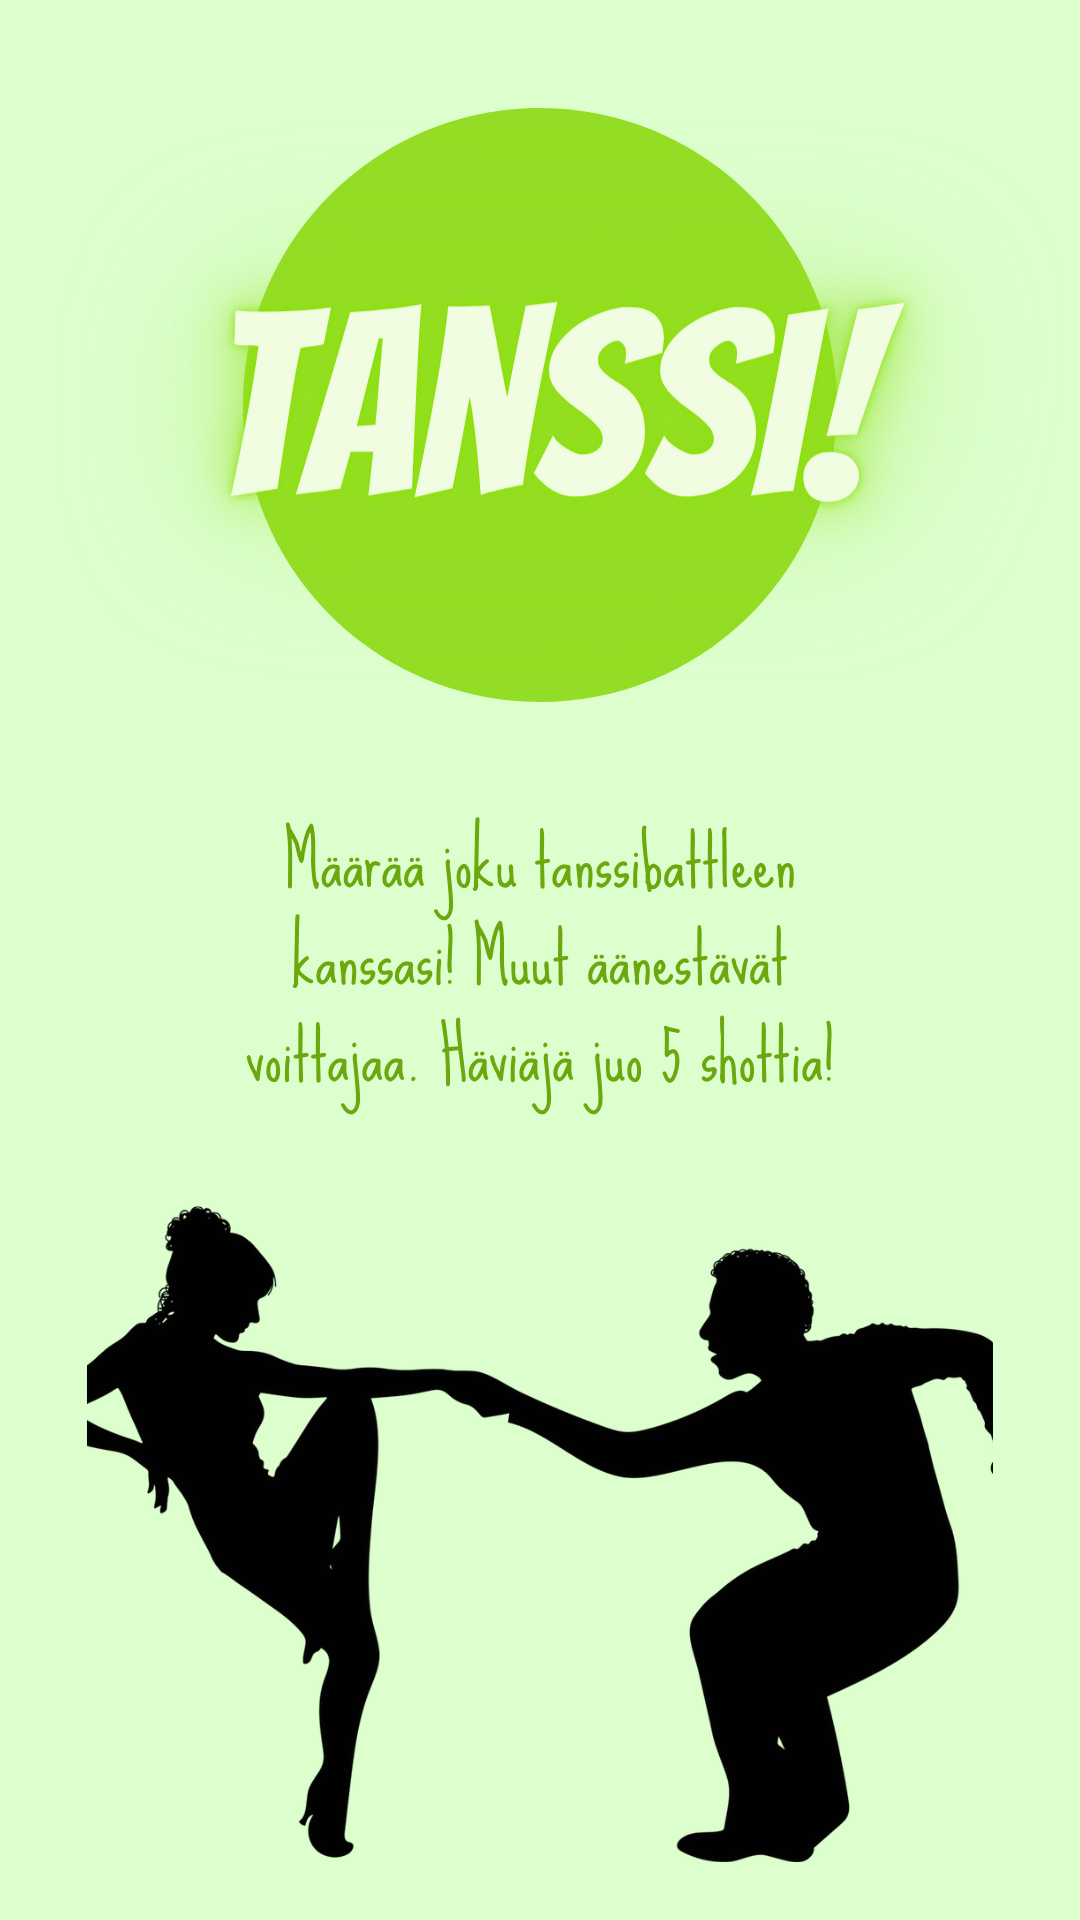 TANSSI!
Määrää joku tanssibattleen
kanssasi! Muut äänestävät
voittajaa. Häviäjä juo 5 shottia!